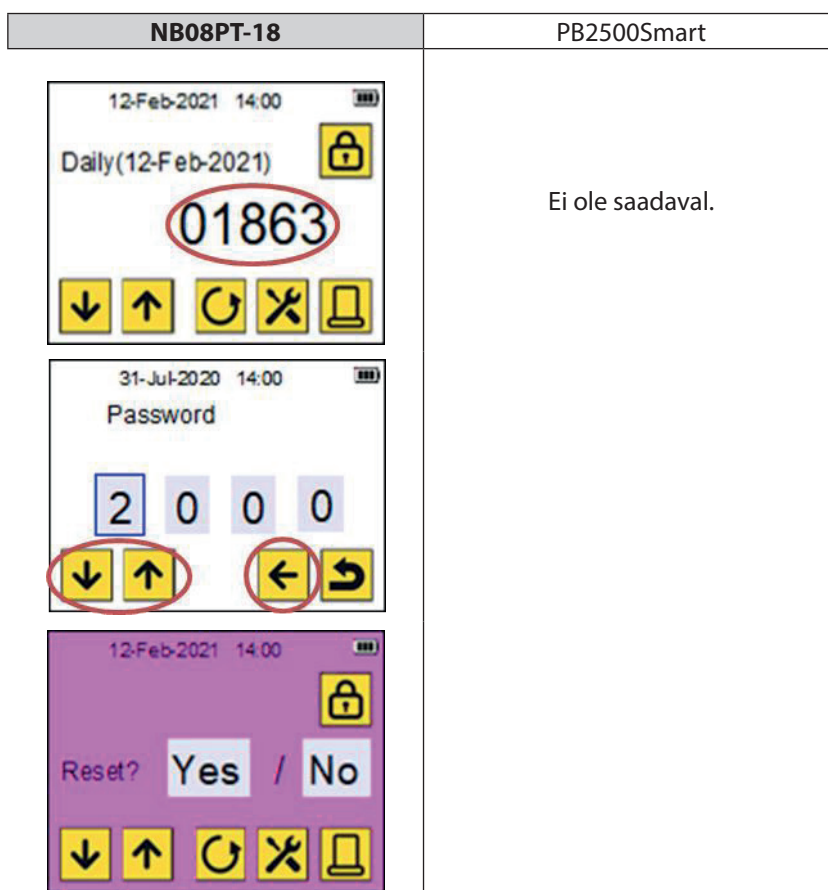 NB08PT-18
PB2500Smart
12-Feb-2021 14:00
Daily(12-Feb-2021)
01863
Ei ole saadaval.
31-Jul-2020 14:00
Password
2 0 0 0
12-Feb-2021 14:00
Reset? Yes / No